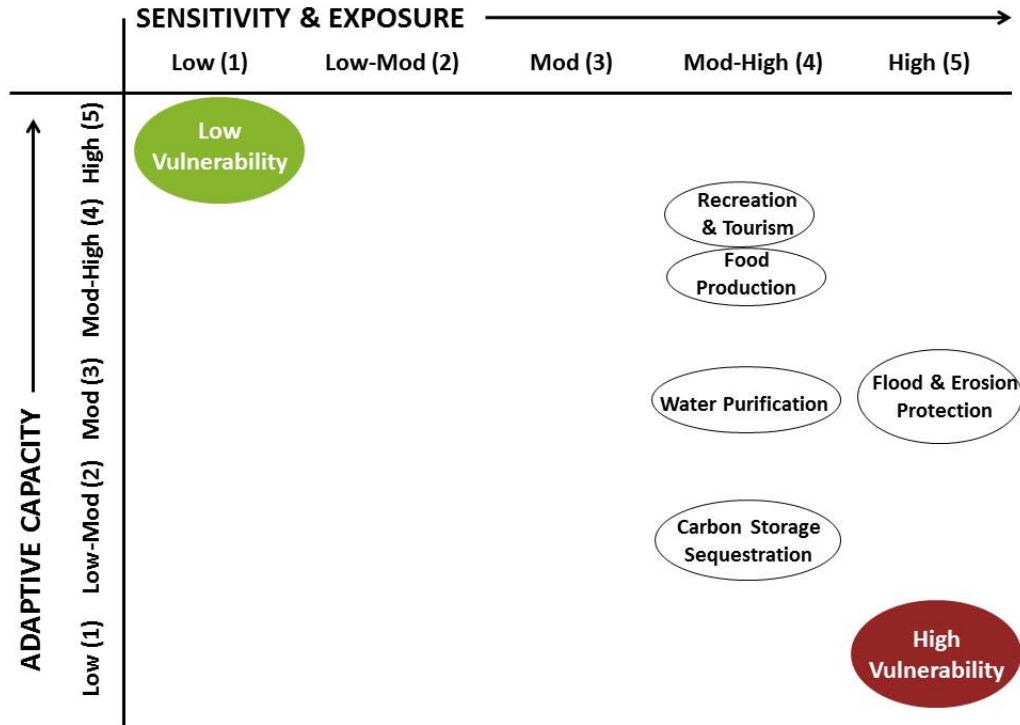 SENSITIVITY & EXPOSURE
Low (1)
Low-Mod (2)
Mod (3)
Mod-High (4)
High (5)
ADAPTIVE CAPACITY
High (5)
Mod-High (4)
Mod (3)
Low-Mod (2)
Low (1)
Low
Vulnerability
Recreation
& Tourism
Food
Production
Water Purification
Flood & Erosion
Protection
Carbon Storage
Sequestration
High
Vulnerability